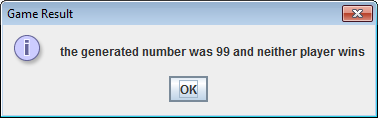 Game Result
the generated number was 99 and neither player wins
OK